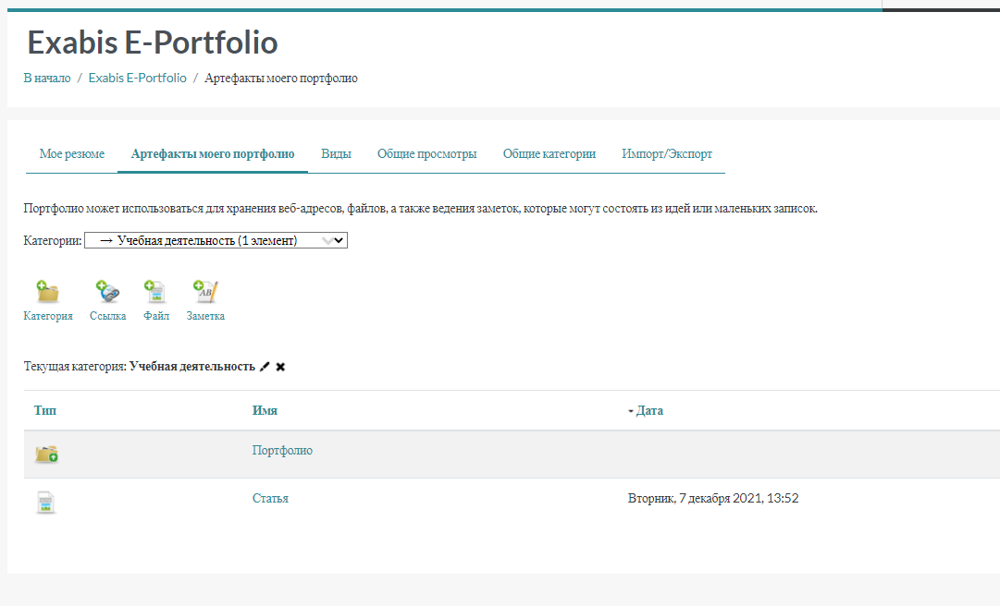 Exabis E-Portfolio
В начало / Exabis E-Portfolio / Артефакты моего портфолио
Мое резюме Артефакты моего портфолио Виды Общие просмотры Общие категории Импорт/Экспорт
Портфолио может использоваться для хранения веб-адресов, файлов, а также ведения заметок, которые могут состоять из идей или маленьких записок.
Категории: → Учебная деятельность (1 элемент)
AB
Категория Ссылка Файл Заметка
Текущая категория: Учебная деятельность
Тип Имя Дата
Портфолио
Статья Вторник, 7 декабря 2021, 13:52